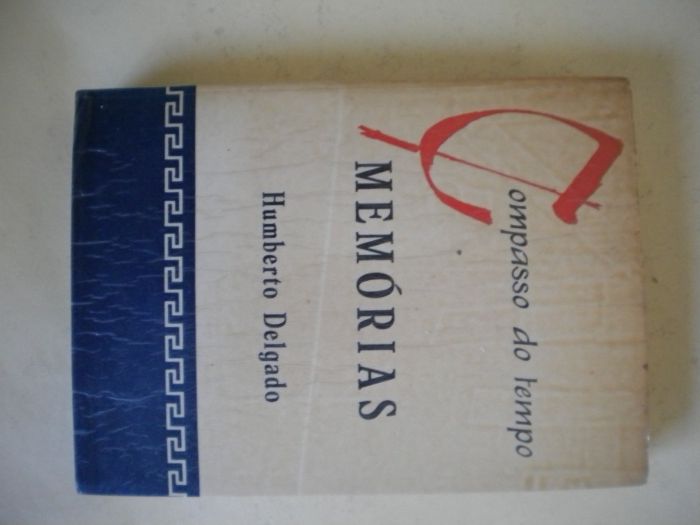 Compasso do tempo
MEMÓRIAS
Humberto Delgado